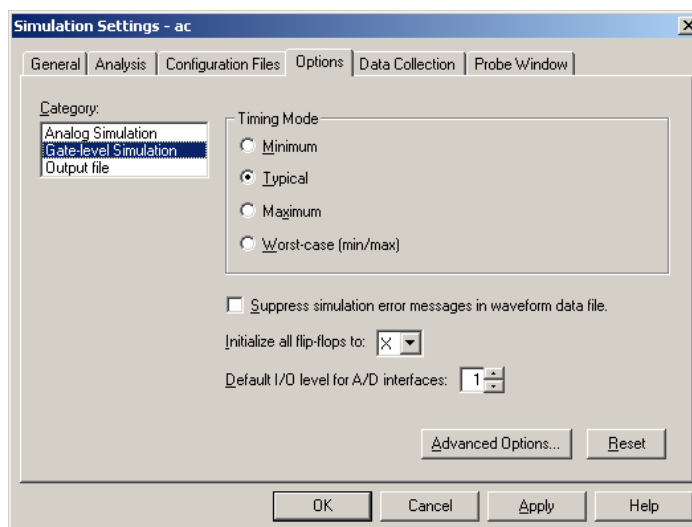 Simulation Settings - ac
General Analysis Configuration Files Options Data Collection Probe Window
Category:
Analog Simulation
Gate-level Simulation
Output file
Timing Mode
Minimum
Typical
Maximum
Worst-case (min/max)
Suppress simulation error messages in waveform data file.
Initialize all flip-flops to: X
Default I/O level for A/D interfaces: 1
Advanced Options... Reset
OK Cancel Apply Help